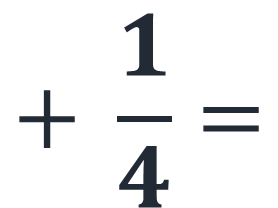 + 1/4 =